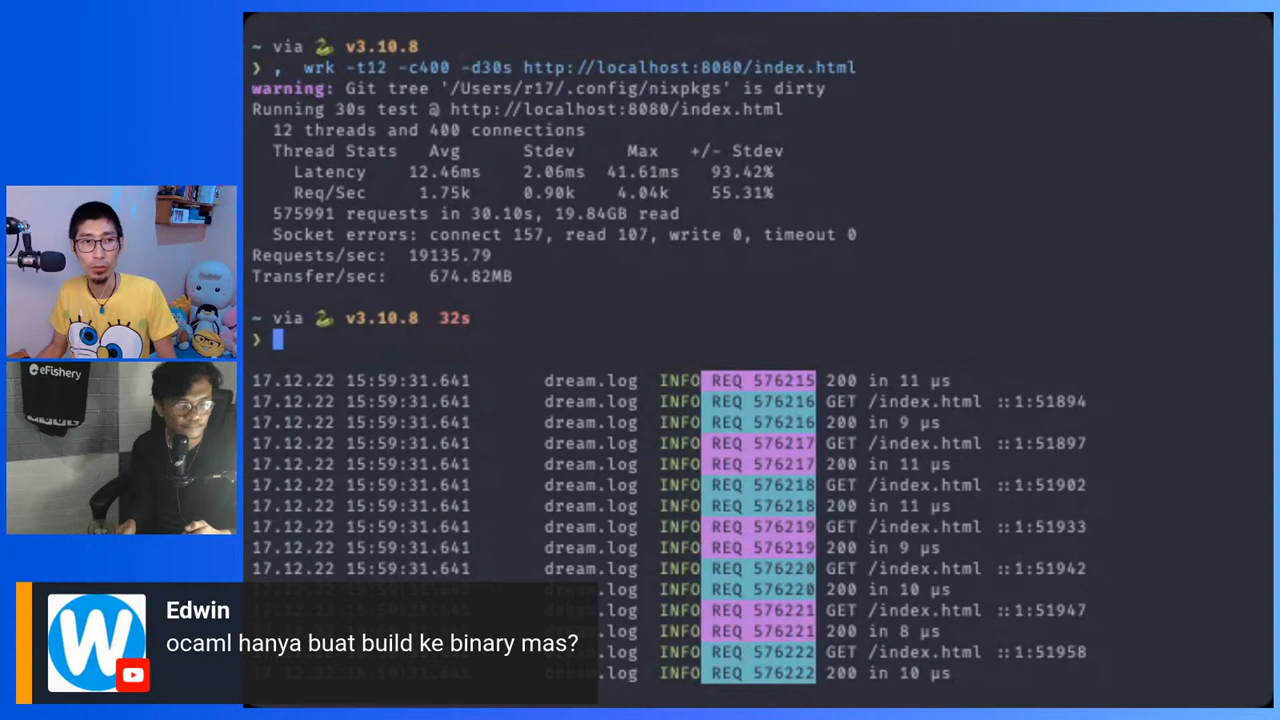 ~ via 🐍 v3.10.8
❯ , wrk -t12 -c400 -d30s http://localhost:8080/index.html
warning: Git tree '/Users/r17/.config/nixpkgs' is dirty
Running 30s test @ http://localhost:8080/index.html
12 threads and 400 connections
Thread Stats Avg Stdev Max +/- Stdev
Latency 12.46ms 2.06ms 41.61ms 93.42%
Req/Sec 1.75k 0.90k 4.04k 55.31%
575991 requests in 30.10s, 19.84GB read
Socket errors: connect 157, read 107, write 0, timeout 0
Requests/sec: 19135.79
Transfer/sec: 674.82MB
~ via 🐍 v3.10.8 32s
❯
17.12.22 15:59:31.641 dream.log INFO REQ 576215 200 in 11 µs
17.12.22 15:59:31.641 dream.log INFO REQ 576216 GET /index.html ::1:51894
17.12.22 15:59:31.641 dream.log INFO REQ 576216 200 in 9 µs
17.12.22 15:59:31.641 dream.log INFO REQ 576217 GET /index.html ::1:51897
17.12.22 15:59:31.641 dream.log INFO REQ 576217 200 in 11 µs
17.12.22 15:59:31.641 dream.log INFO REQ 576218 GET /index.html ::1:51902
17.12.22 15:59:31.641 dream.log INFO REQ 576218 200 in 11 µs
17.12.22 15:59:31.641 dream.log INFO REQ 576219 GET /index.html ::1:51933
17.12.22 15:59:31.641 dream.log INFO REQ 576219 200 in 9 µs
17.12.22 15:59:31.641 dream.log INFO REQ 576220 GET /index.html ::1:51942
.log INFO REQ 576220 200 in 10 µs
.log INFO REQ 576221 GET /index.html ::1:51947
.log INFO REQ 576221 200 in 8 µs
.log INFO REQ 576222 GET /index.html ::1:51958
.log INFO REQ 576222 200 in 10 µs
eFishery
W
Edwin
ocaml hanya buat build ke binary mas?